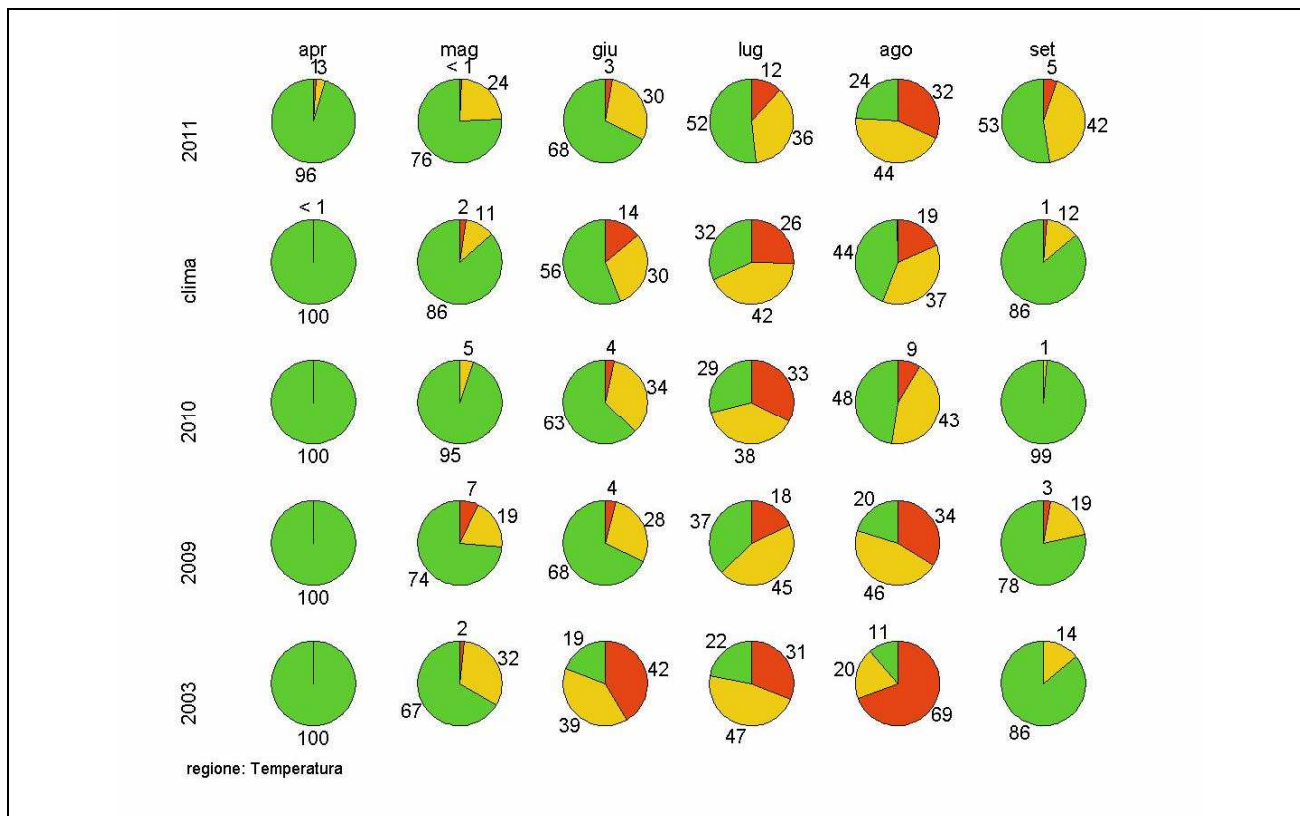 apr mag giu lug ago set
13 < 1 3 12 24 32 5
24 30
52
2011 36 53 42
76 68
96 44
< 1 2 11 14 26 19 1 12
32 44
clima 56 30
37
100 86 42 86
5 4 9 1
34 29 33
48
2010 63 43
100 95 38 99
7 4 18 20 34 3 19
19 28 37
2009
74 68 45 46 78
100
2 19 22 31 11 14
32 42
20
2003 67 69
100 39 47 86
regione: Temperatura